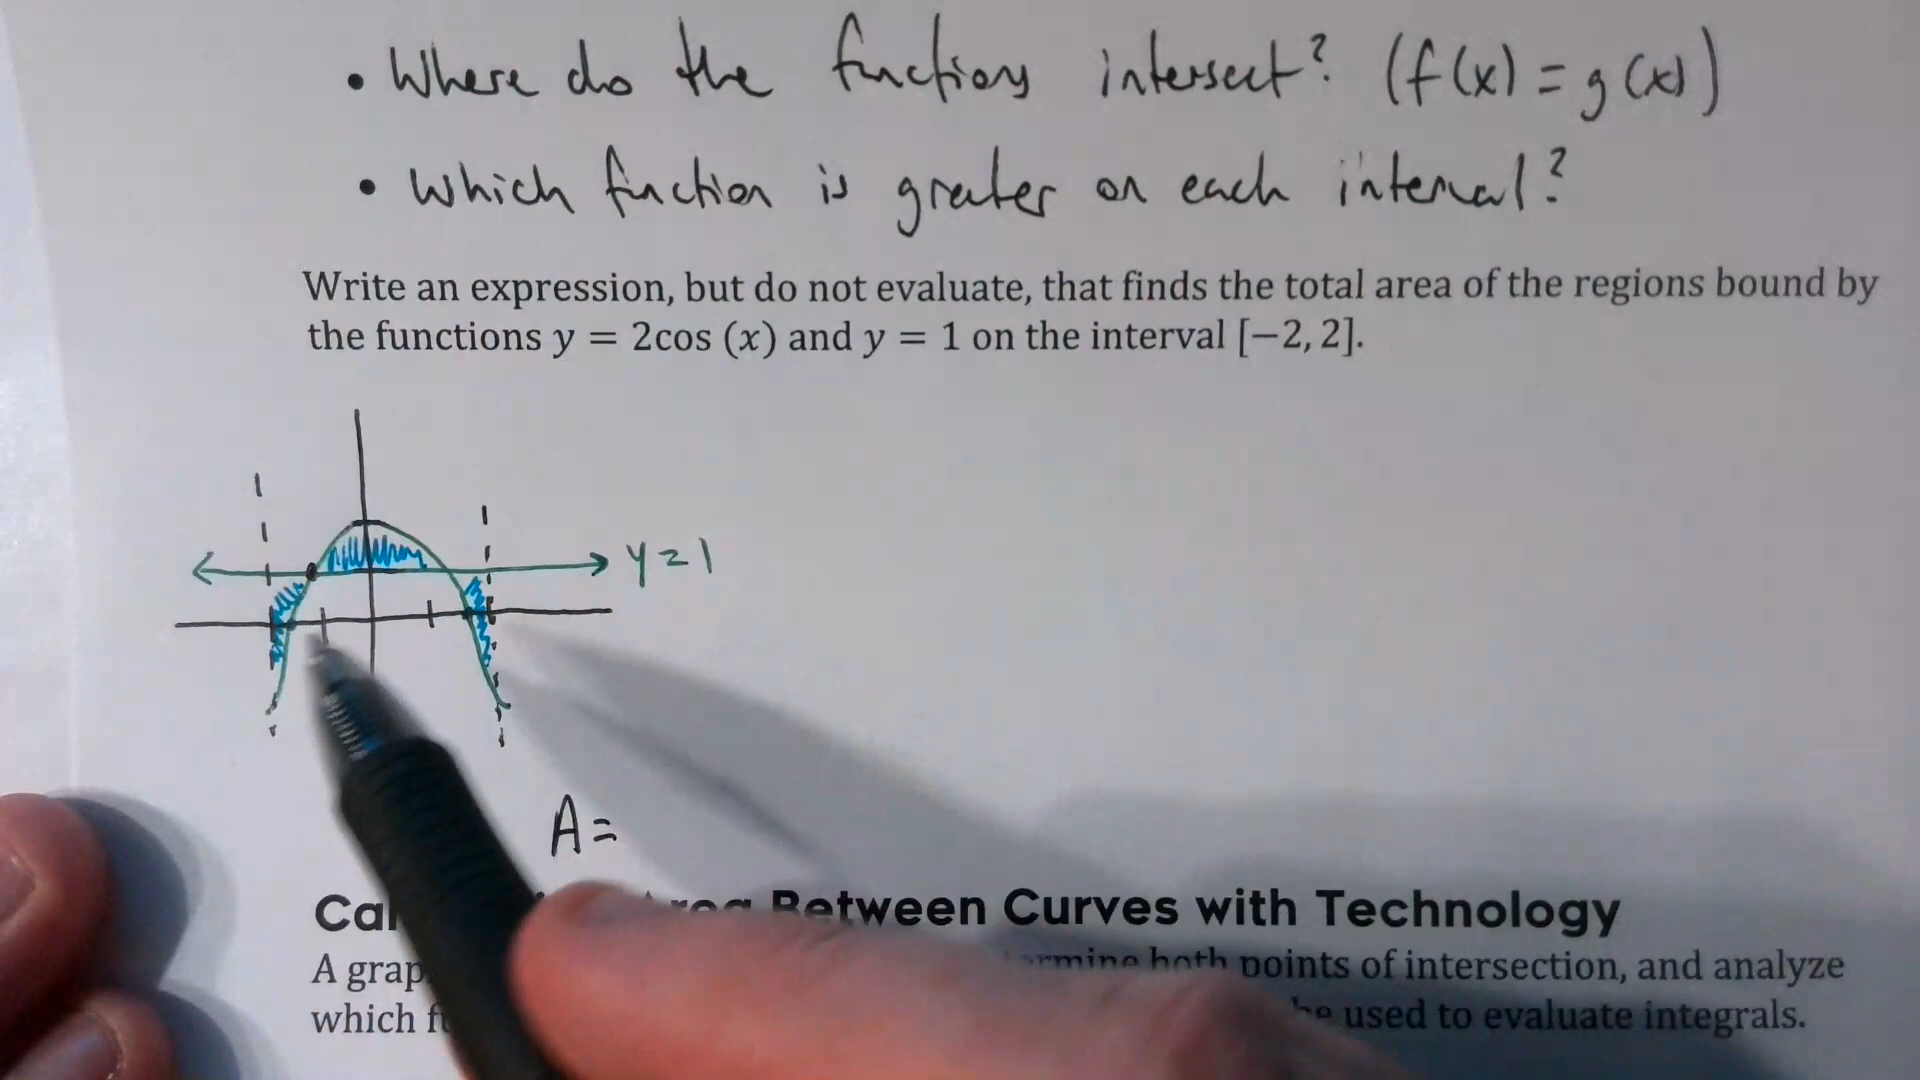 • Where do the functions intersect? (f(x) = g(x))
• Which function is greater on each interval?
Write an expression, but do not evaluate, that finds the total area of the regions bound by
the functions y = 2cos (x) and y = 1 on the interval [−2, 2].
y = 1
A =
Between Curves with Technology
A both points of intersection, and analyze
which used to evaluate integrals.